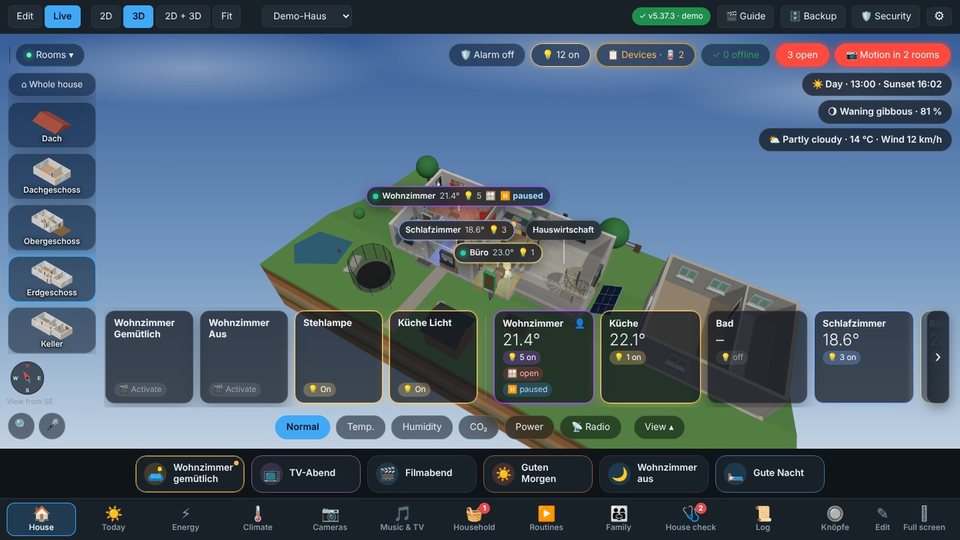 Edit Live 2D 3D 2D + 3D Fit Demo-Haus ✓ v5.37.3 · demo Guide Backup Security
Rooms ▾ Alarm off 12 on Devices · 2 ✓ 0 offline 3 open Motion in 2 rooms
⌂ Whole house
Day · 13:00 · Sunset 16:02
Waning gibbous · 81 %
Partly cloudy · 14 °C · Wind 12 km/h
Dach
Dachgeschoss
Obergeschoss
Erdgeschoss
Keller
Wohnzimmer 21.4° 5 paused
Schlafzimmer 18.6° 3
Hauswirtschaft
Büro 23.0° 1
Wohnzimmer
Gemütlich
Activate
Wohnzimmer
Aus
Activate
Stehlampe
On
Küche Licht
On
Wohnzimmer
21.4°
5 on
open
paused
Küche
22.1°
1 on
Bad
–
off
Schlafzimmer
18.6°
3 on
›
N
W E
S
View from SE
Normal Temp. Humidity CO₂ Power Radio View ▴
Wohnzimmer
gemütlich
TV-Abend
Filmabend
Guten
Morgen
Wohnzimmer
aus
Gute Nacht
House Today Energy Climate Cameras Music & TV Household 1 Routines Family House check 2 Log Knöpfe Edit Full screen